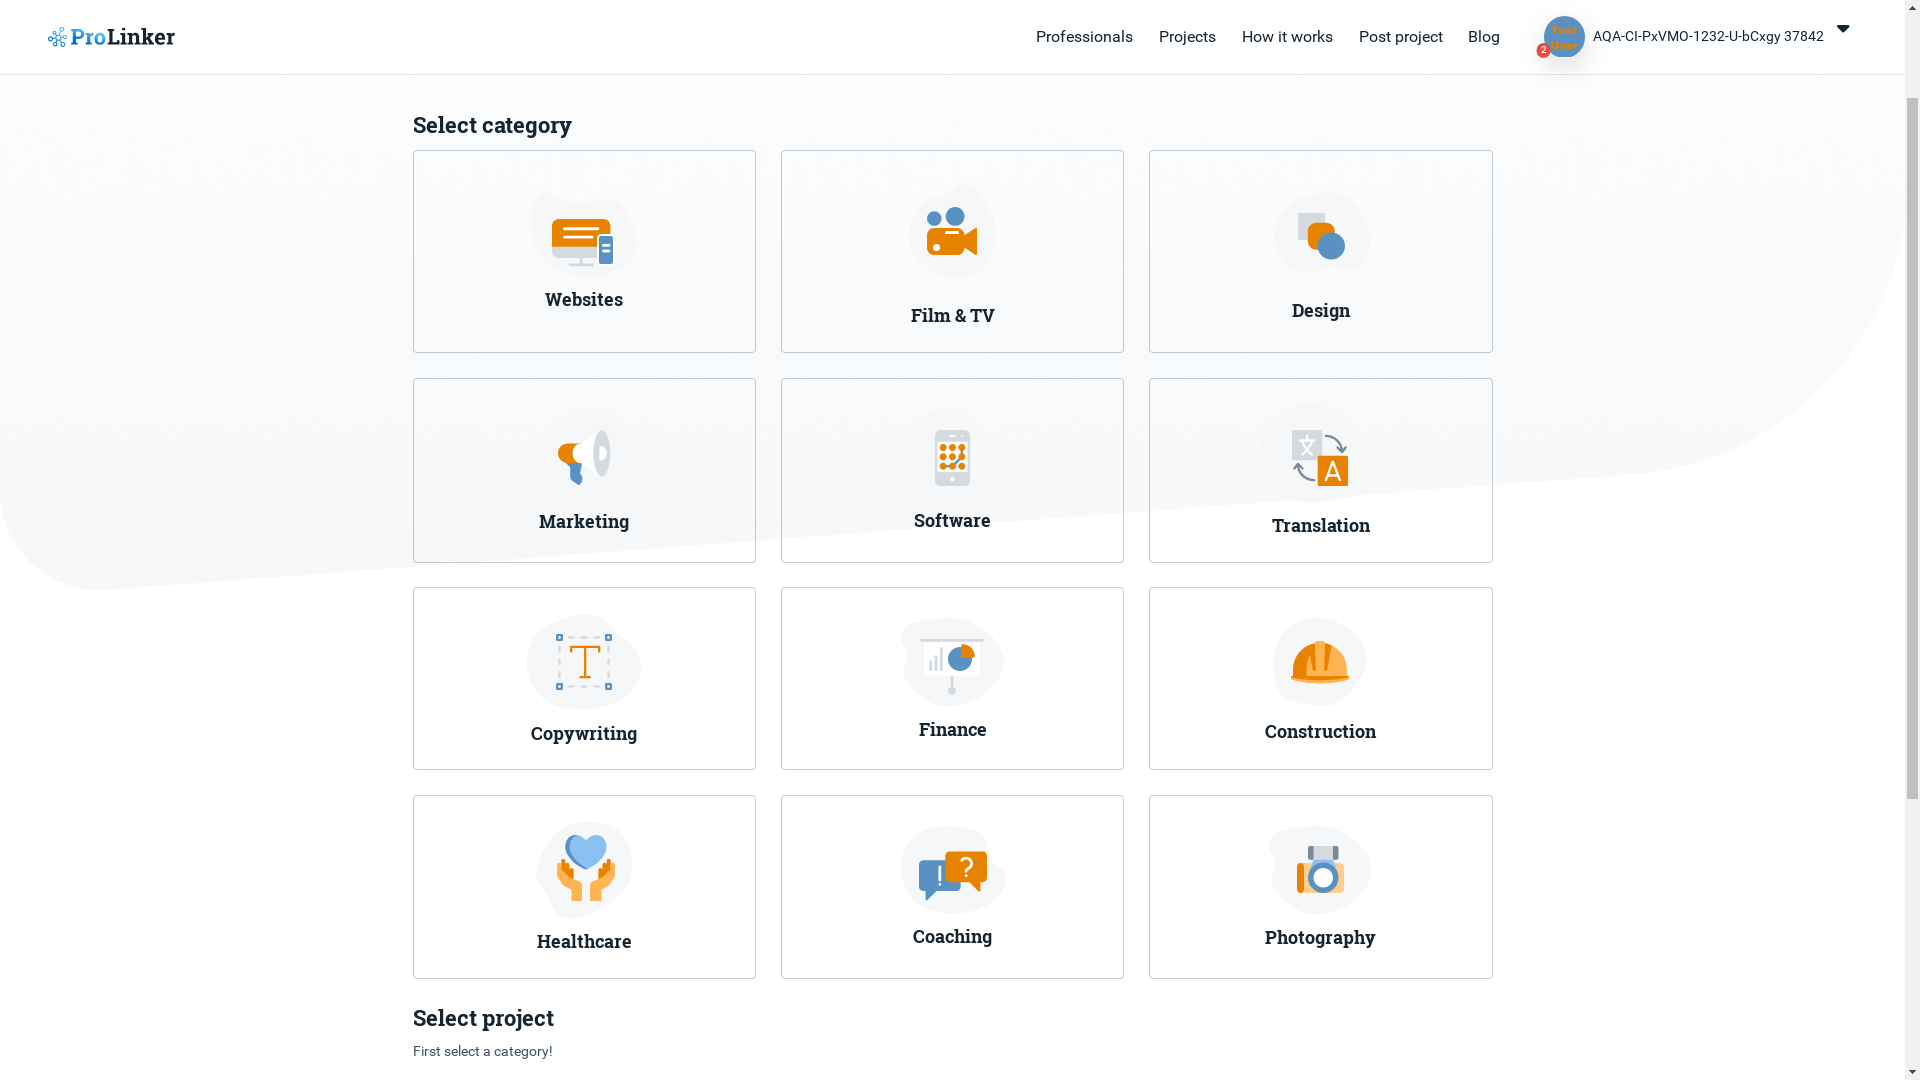 ProLinker
Professionals
Projects
How it works
Post project
Blog
Test
User
2
AQA-CI-PxVMO-1232-U-bCxgy 37842
Select category
Websites
Film & TV
Design
Marketing
Software
Translation
Copywriting
Finance
Construction
Healthcare
Coaching
Photography
Select project
First select a category!